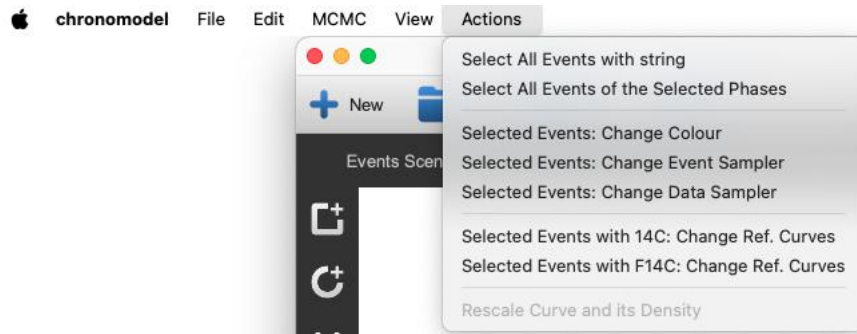 chronomodel File Edit MCMC View Actions
Select All Events with string
Select All Events of the Selected Phases
New
Selected Events: Change Colour
Events Scen
Selected Events: Change Event Sampler
Selected Events: Change Data Sampler
Selected Events with 14C: Change Ref. Curves
Selected Events with F14C: Change Ref. Curves
Rescale Curve and its Density